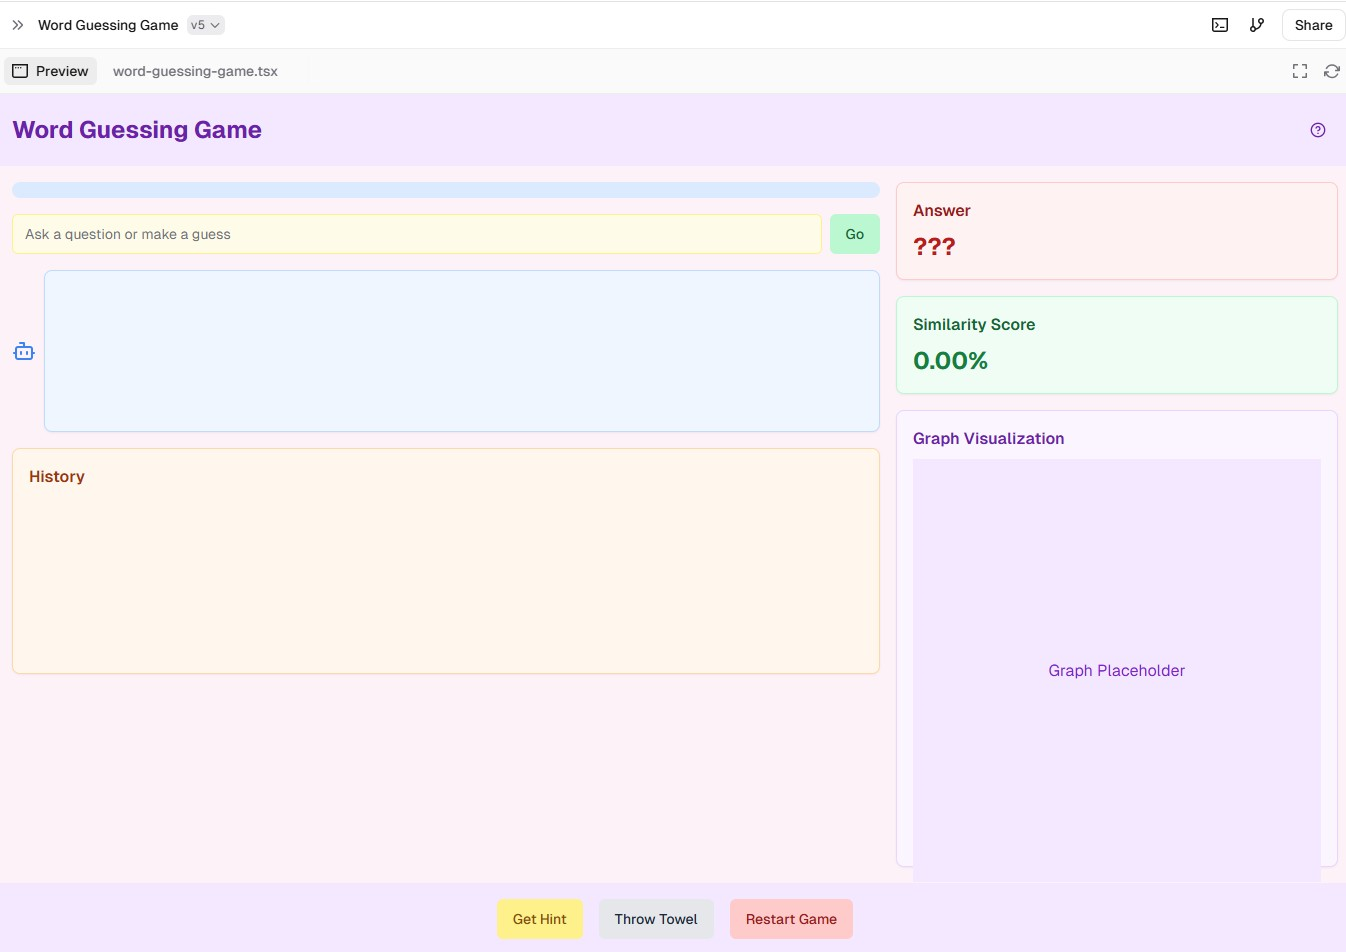 Word Guessing Game v5
Share
Preview word-guessing-game.tsx
Word Guessing Game
Ask a question or make a guess
Go
History
Answer
???
Similarity Score
0.00%
Graph Visualization
Graph Placeholder
Get Hint
Throw Towel
Restart Game